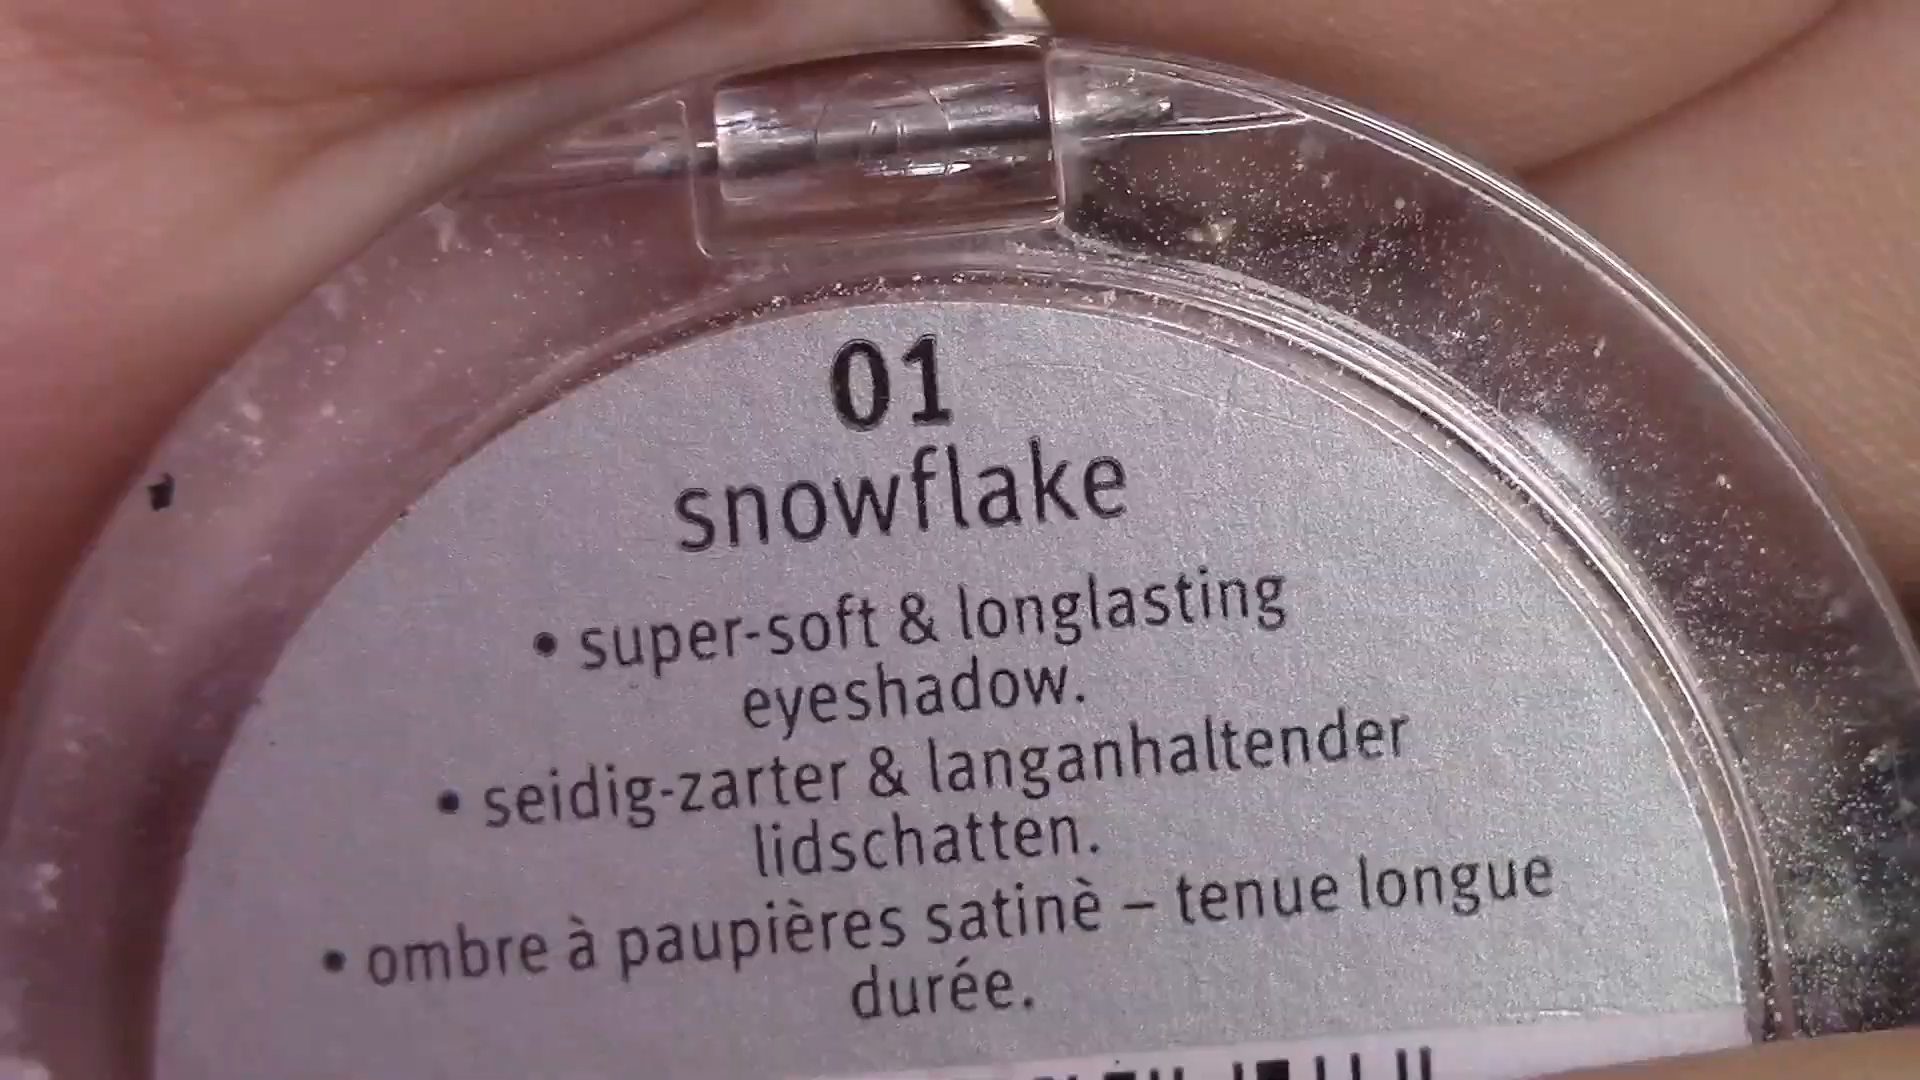 01
snowflake
• super-soft & longlasting
eyeshadow.
• seidig-zarter & langanhaltender
lidschatten.
• ombre à paupières satinè – tenue longue
durée.